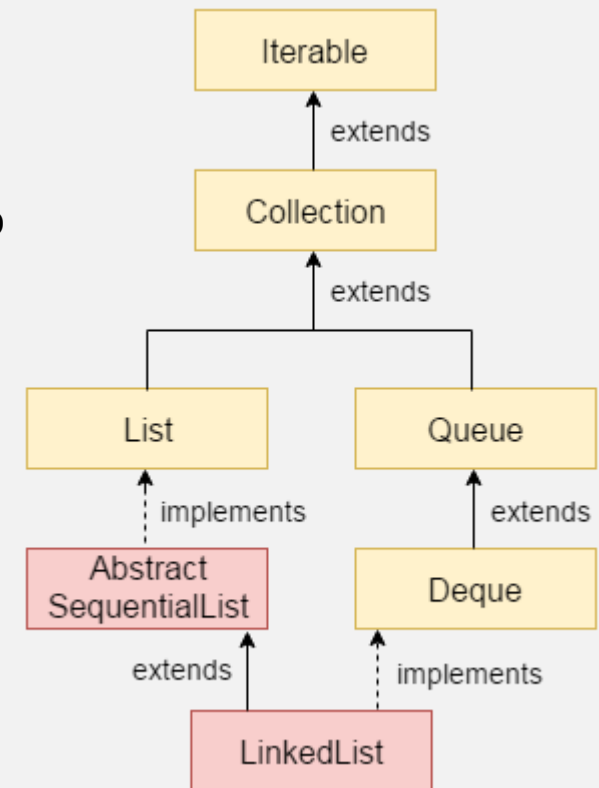 Iterable
extends
Collection
extends
List
Queue
implements
extends
Abstract
SequentialList
Deque
extends
implements
LinkedList